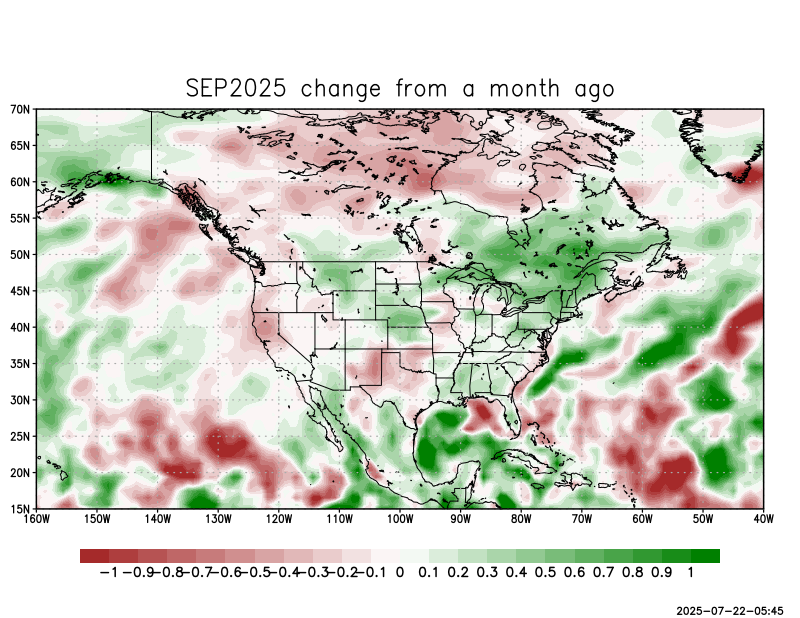 SEP2025 change from a month ago
70N
65N
60N
55N
50N
45N
40N
35N
30N
25N
20N
15N
160W 150W 140W 130W 120W 110W 100W 90W 80W 70W 60W 50W 40W
-1 -0.9 -0.8 -0.7 -0.6 -0.5 -0.4 -0.3 -0.2 -0.1 0 0.1 0.2 0.3 0.4 0.5 0.6 0.7 0.8 0.9 1
2025-07-22-05:45